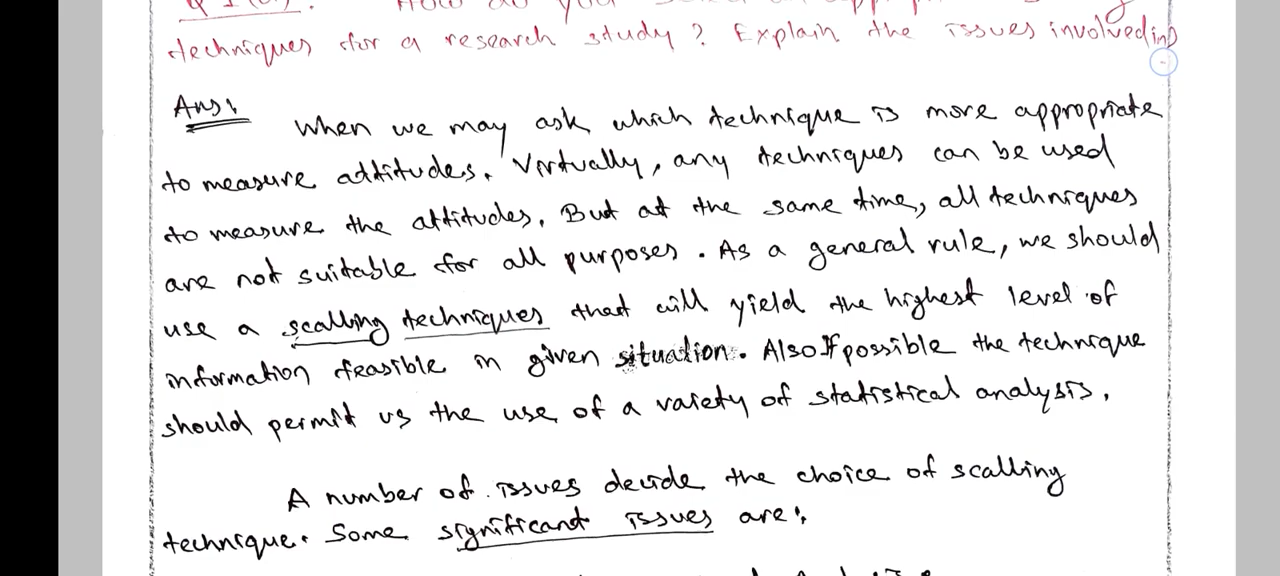 How do you
techniques for a research study? Explain the issues involved in
Ans:
When we may ask which technique is more appropriate
to measure attitudes. Virtually, any techniques can be used
to measure the attitudes. But at the same time, all techniques
are not suitable for all purposes. As a general rule, we should
use a scalling techniques that will yield the highest level of
information feasible in given situation. Also If possible the technique
should permit us the use of a vaiety of statistical analysis.
A number of issues decide the choice of scalling
technique. Some significant issues are: